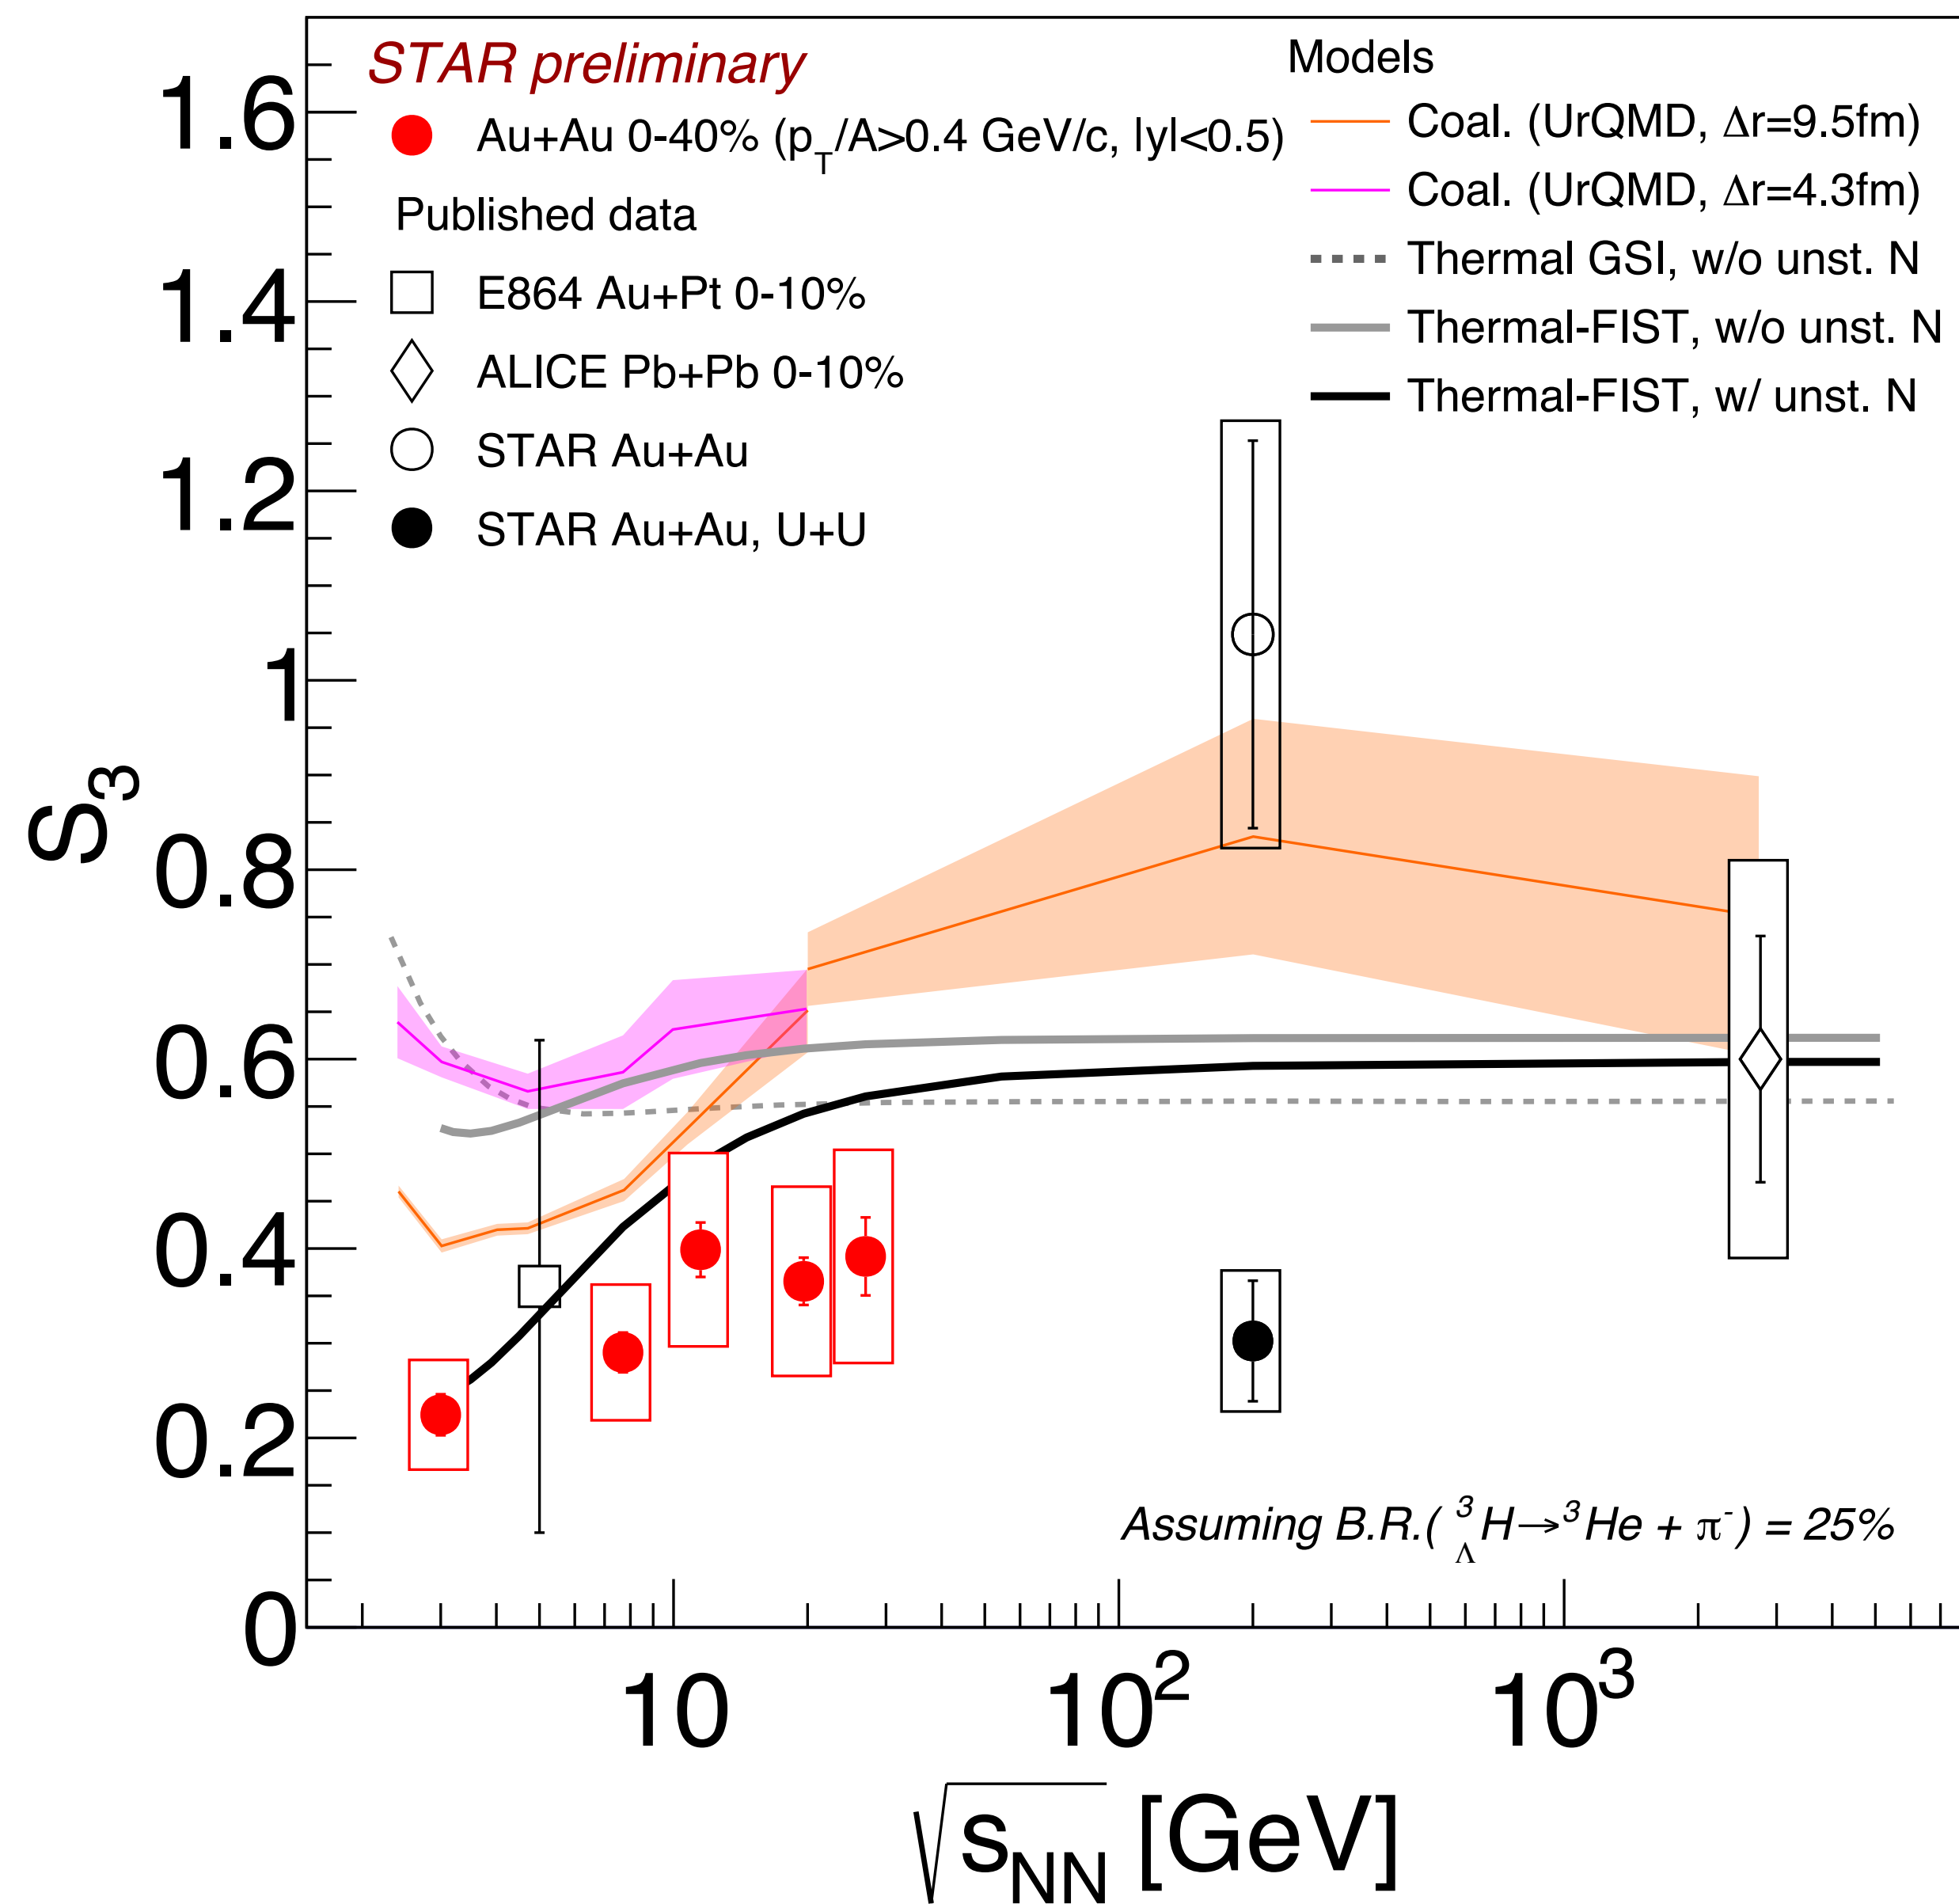 STAR preliminary
Au+Au 0-40% (p_T/A>0.4 GeV/c, |y|<0.5)
Published data
E864 Au+Pt 0-10%
ALICE Pb+Pb 0-10%
STAR Au+Au
STAR Au+Au, U+U
Models
Coal. (UrQMD, Δr=9.5fm)
Coal. (UrQMD, Δr=4.3fm)
Thermal GSI, w/o unst. N
Thermal-FIST, w/o unst. N
Thermal-FIST, w/ unst. N
S₃
1.6
1.4
1.2
1
0.8
0.6
0.4
0.2
0
Assuming B.R.(³_ΛH→³He + π⁻) = 25%
10
10²
10³
√s_NN [GeV]